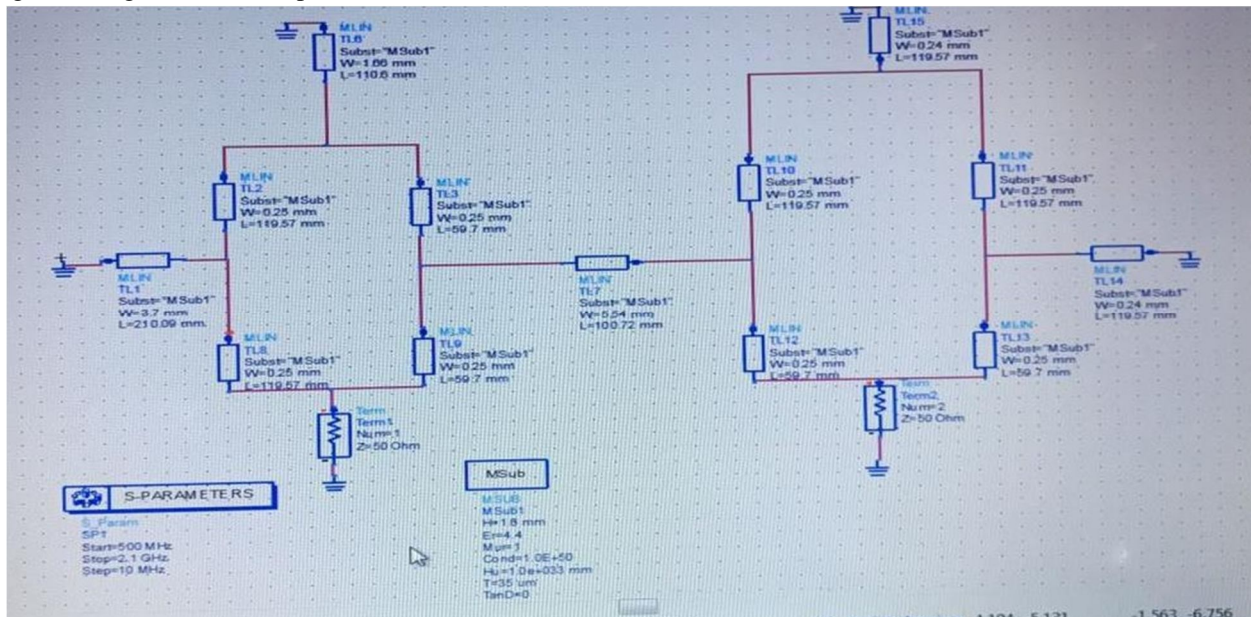 MLIN
TL6
Subst="MSub1"
W=1.66 mm
L=110.6 mm
MLIN
TL15
Subst="MSub1"
W=0.24 mm
L=119.57 mm
MLIN
TL2
Subst="MSub1"
W=0.25 mm
L=119.57 mm
MLIN
TL3
Subst="MSub1"
W=0.25 mm
L=59.7 mm
MLIN
TL10
Subst="MSub1"
W=0.25 mm
L=119.57 mm
MLIN
TL11
Subst="MSub1"
W=0.25 mm
L=119.57 mm
MLIN
TL1
Subst="MSub1"
W=3.7 mm
L=210.09 mm
MLIN
TL7
Subst="MSub1"
W=5.54 mm
L=100.72 mm
MLIN
TL14
Subst="MSub1"
W=0.24 mm
L=119.57 mm
MLIN
TL8
Subst="MSub1"
W=0.25 mm
L=119.57 mm
MLIN
TL9
Subst="MSub1"
W=0.25 mm
L=59.7 mm
MLIN
TL12
Subst="MSub1"
W=0.25 mm
L=59.7 mm
MLIN
TL13
Subst="MSub1"
W=0.25 mm
L=59.7 mm
Term
Term1
Num=1
Z=50 Ohm
Term
Term2
Num=2
Z=50 Ohm
S-PARAMETERS
S_Param
SP1
Start=500 MHz
Stop=2.1 GHz
Step=10 MHz
MSub
MSUB
MSub1
Er=4.4
Mur=1
Cond=1.0E+50
Hu=1.0e+033 mm
T=35 um
TanD=0
-1.563 -6.756